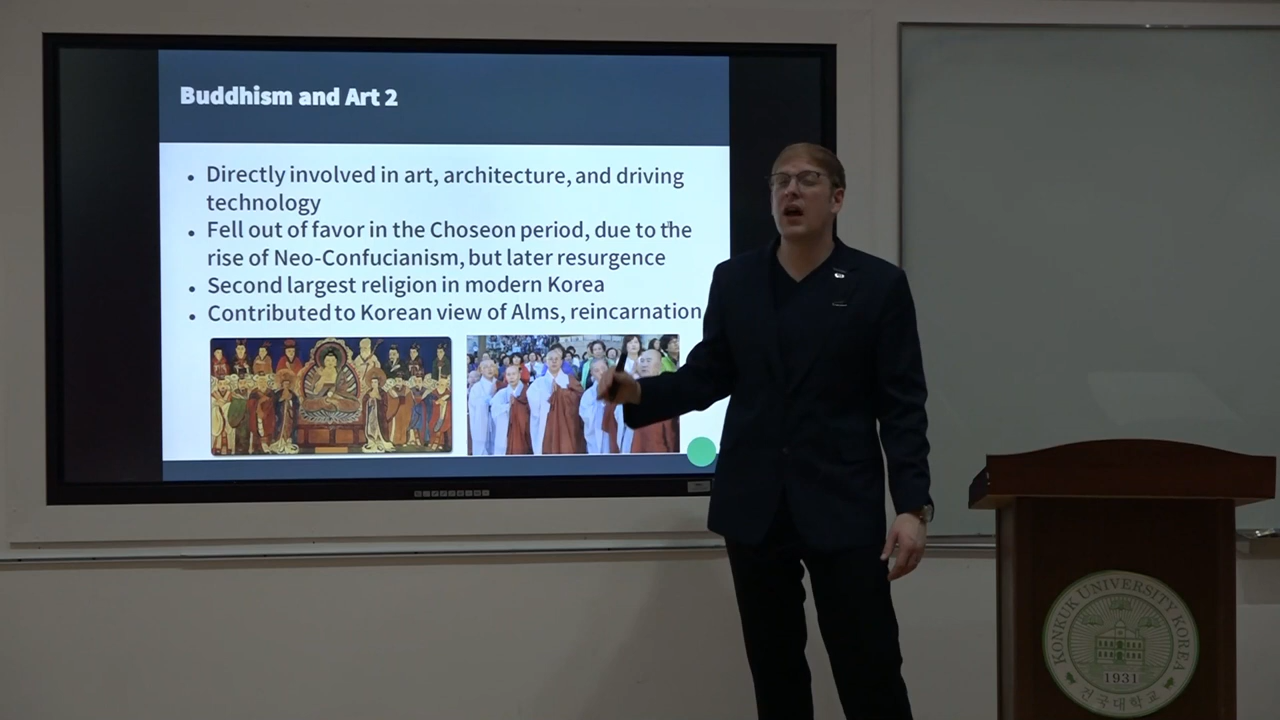 Buddhism and Art 2
• Directly involved in art, architecture, and driving
technology
• Fell out of favor in the Choseon period, due to the
rise of Neo-Confucianism, but later resurgence
• Second largest religion in modern Korea
• Contributed to Korean view of Alms, reincarnation
KONKUK UNIVERSITY KOREA
1931
건국대학교